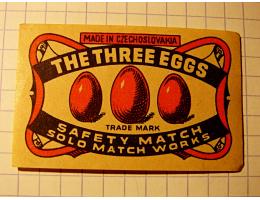 MADE IN CZECHOSLOVAKIA
THE THREE EGGS
TRADE MARK
SAFETY MATCH
SOLO MATCH WORKS